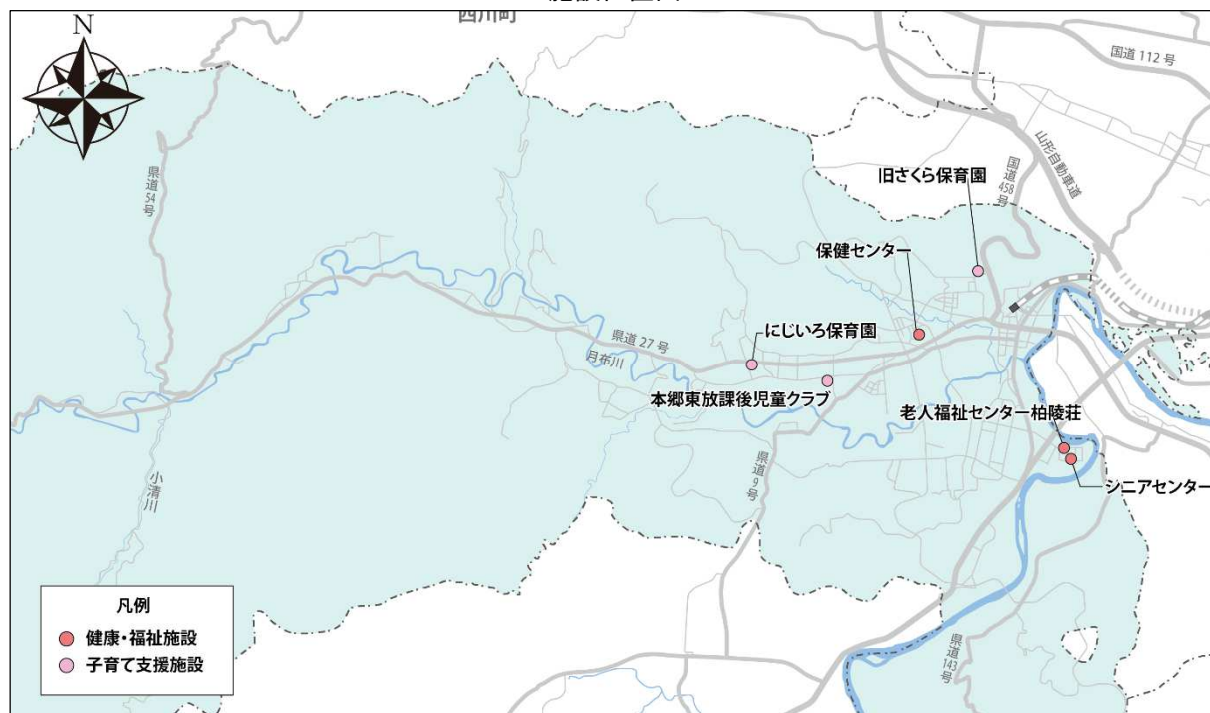 西川町
N
国道 112 号
山形自動車道
国道
458
号
県道
54
号
旧さくら保育園
保健センター
県道 27 号
月布川
にじいろ保育園
本郷東放課後児童クラブ
老人福祉センター柏陵荘
シニアセンター
県道
9
号
小清川
県道
143
号
凡例
健康・福祉施設
子育て支援施設